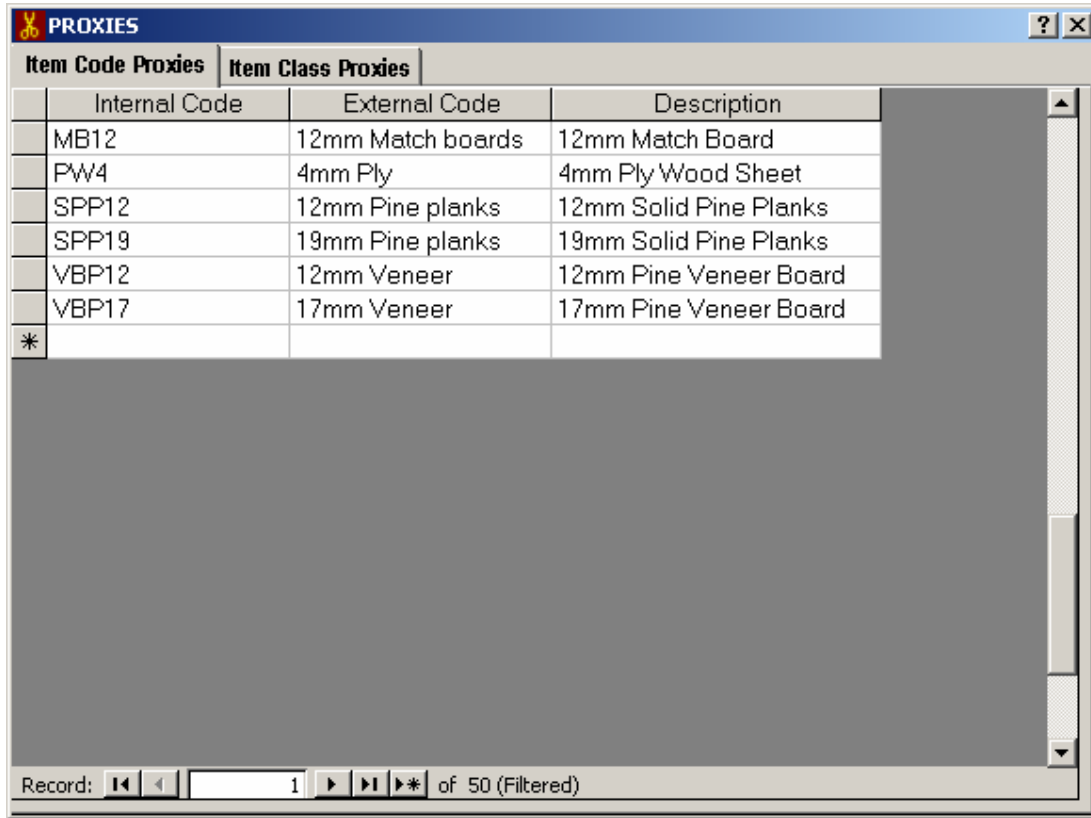 PROXIES ? ×
Item Code Proxies Item Class Proxies
Internal Code External Code Description
MB12 12mm Match boards 12mm Match Board
PW4 4mm Ply 4mm Ply Wood Sheet
SPP12 12mm Pine planks 12mm Solid Pine Planks
SPP19 19mm Pine planks 19mm Solid Pine Planks
VBP12 12mm Veneer 12mm Pine Veneer Board
VBP17 17mm Veneer 17mm Pine Veneer Board
*
Record: 1 of 50 (Filtered)